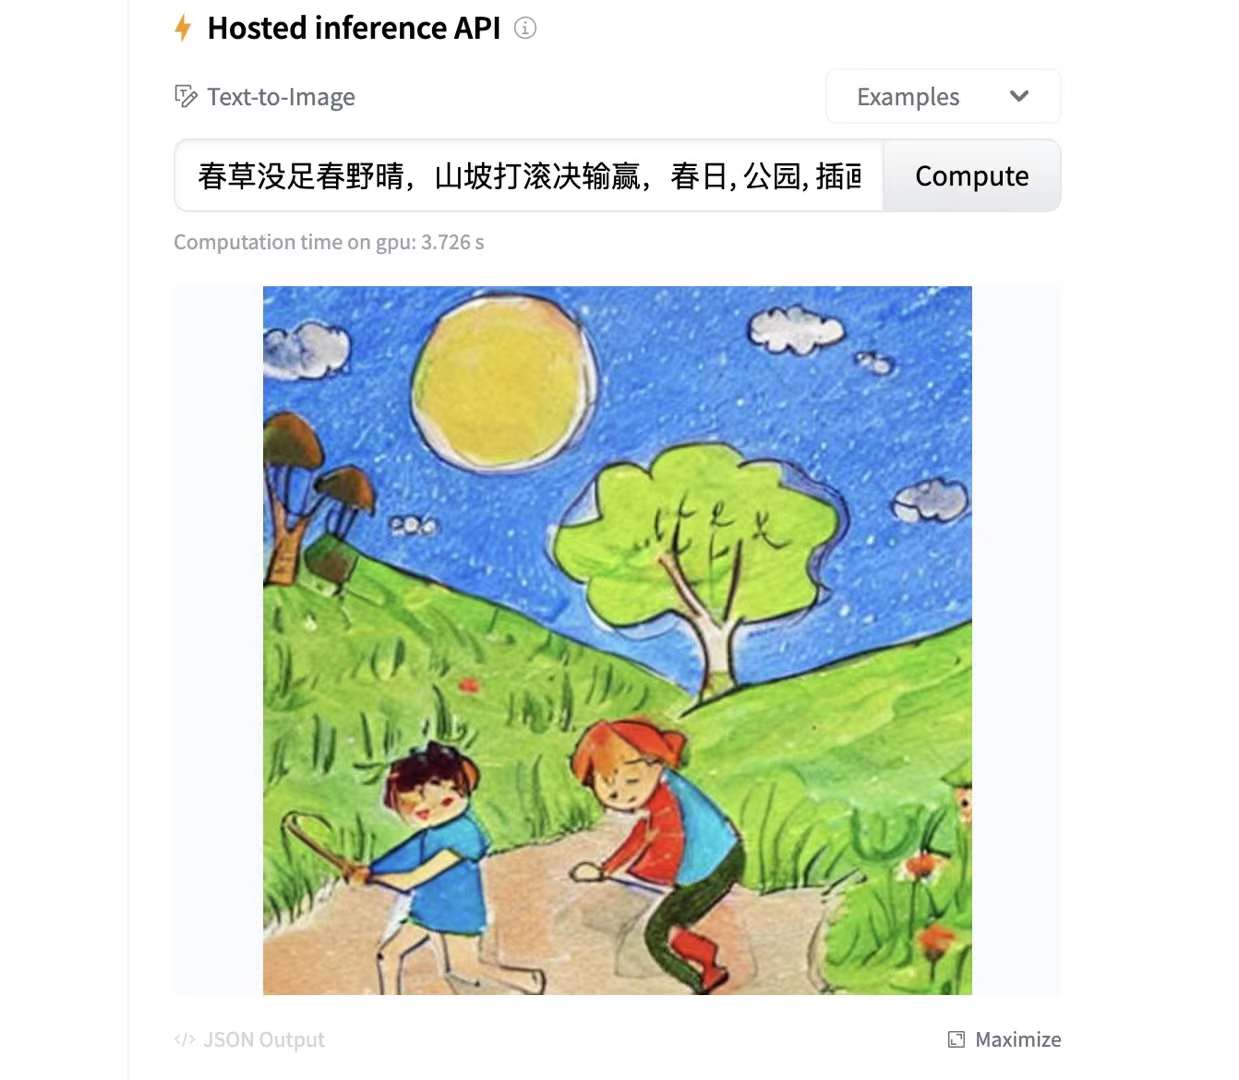 Hosted inference API
Text-to-Image
Examples
春草没足春野晴，山坡打滚决输赢，春日, 公园, 插画
Compute
Computation time on gpu: 3.726 s
</> JSON Output
Maximize